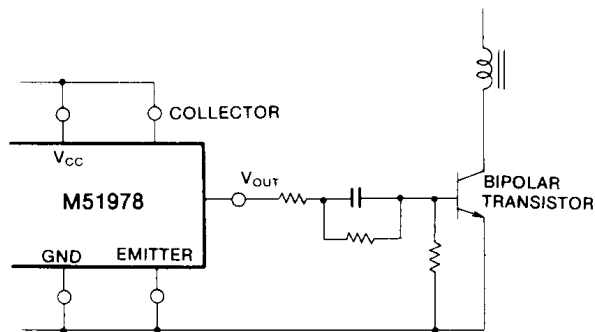 COLLECTOR
VCC
M51978
VOUT
BIPOLAR
TRANSISTOR
GND
EMITTER